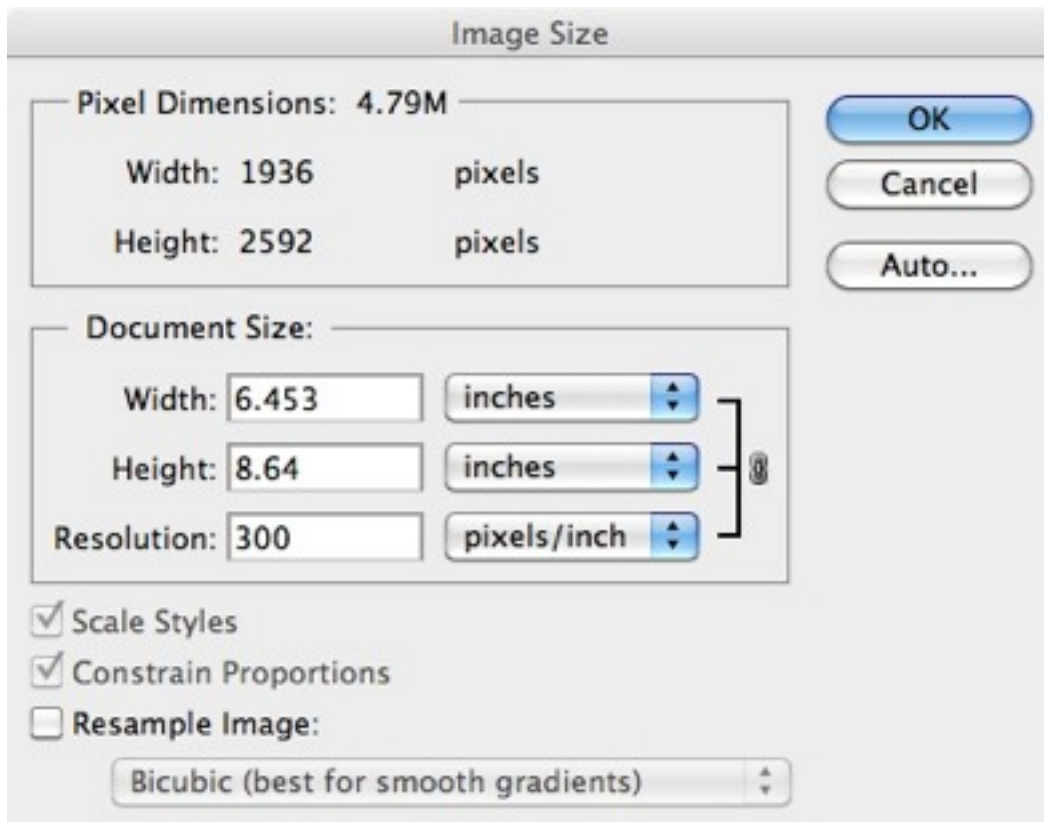 Image Size
Pixel Dimensions: 4.79M
Width: 1936 pixels
Height: 2592 pixels
OK
Cancel
Auto...
Document Size:
Width: 6.453 inches
Height: 8.64 inches
Resolution: 300 pixels/inch
Scale Styles
Constrain Proportions
Resample Image:
Bicubic (best for smooth gradients)